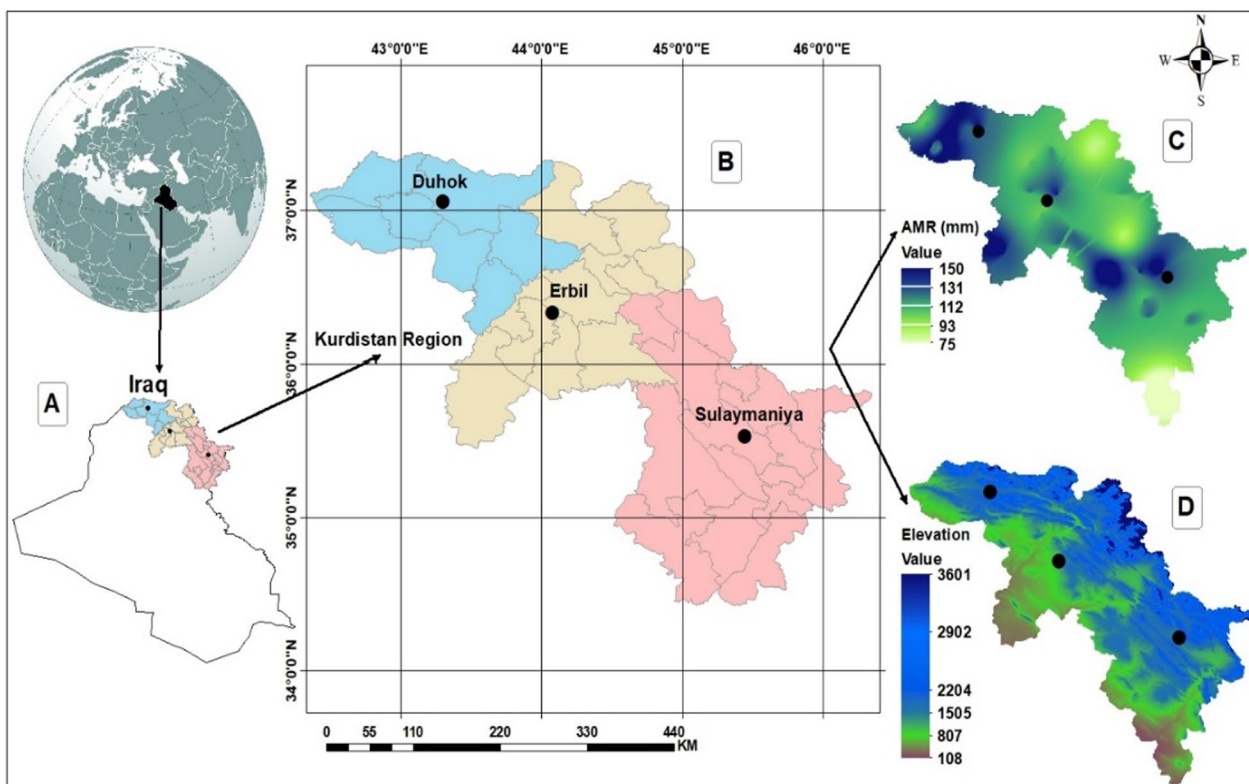 43°0'0"E 44°0'0"E 45°0'0"E 46°0'0"E
N
W E
S
37°0'0"N
36°0'0"N
35°0'0"N
34°0'0"N
A
Iraq
Kurdistan Region
B
Duhok
Erbil
Sulaymaniya
0 55 110 220 330 440
KM
C
AMR (mm)
Value
150
131
112
93
75
D
Elevation
Value
3601
2902
2204
1505
807
108